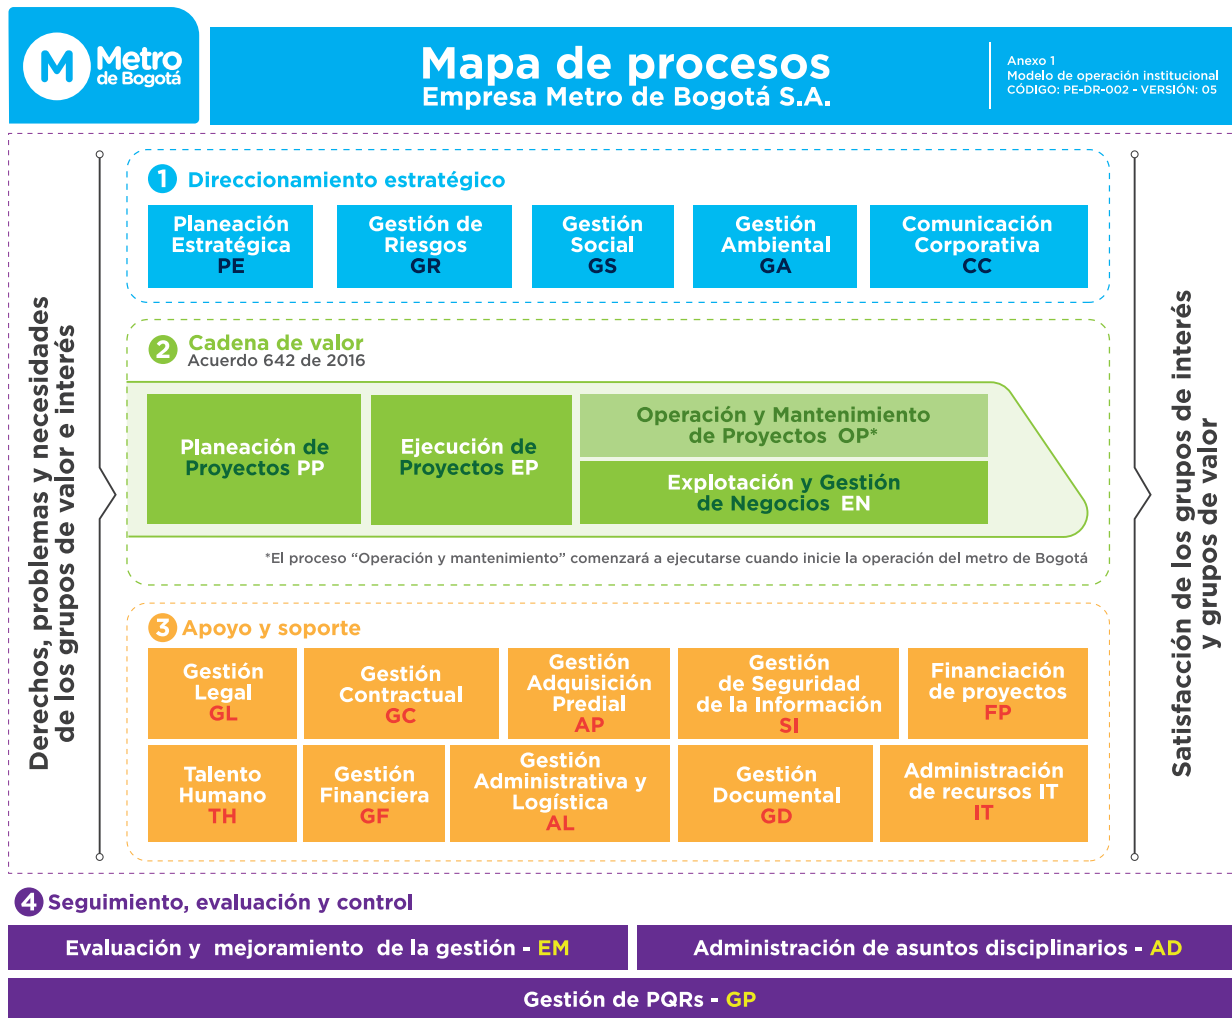 M Metro
de Bogotá
Mapa de procesos
Empresa Metro de Bogotá S.A.
Anexo 1
Modelo de operación institucional
CÓDIGO: PE-DR-002 - VERSIÓN: 05
Derechos, problemas y necesidades
de los grupos de valor e interés
1 Direccionamiento estratégico
Planeación
Estratégica
PE
Gestión de
Riesgos
GR
Gestión
Social
GS
Gestión
Ambiental
GA
Comunicación
Corporativa
CC
2 Cadena de valor
Acuerdo 642 de 2016
Planeación de
Proyectos PP
Ejecución de
Proyectos EP
Operación y Mantenimiento
de Proyectos OP*
Explotación y Gestión
de Negocios EN
*El proceso “Operación y mantenimiento” comenzará a ejecutarse cuando inicie la operación del metro de Bogotá
3 Apoyo y soporte
Gestión
Legal
GL
Gestión
Contractual
GC
Gestión
Adquisición
Predial
AP
Gestión
de Seguridad
de la Información
SI
Financiación
de proyectos
FP
Talento
Humano
TH
Gestión
Financiera
GF
Gestión
Administrativa y
Logística
AL
Gestión
Documental
GD
Administración
de recursos IT
IT
Satisfacción de los grupos de interés
y grupos de valor
4 Seguimiento, evaluación y control
Evaluación y mejoramiento de la gestión - EM
Administración de asuntos disciplinarios - AD
Gestión de PQRs - GP